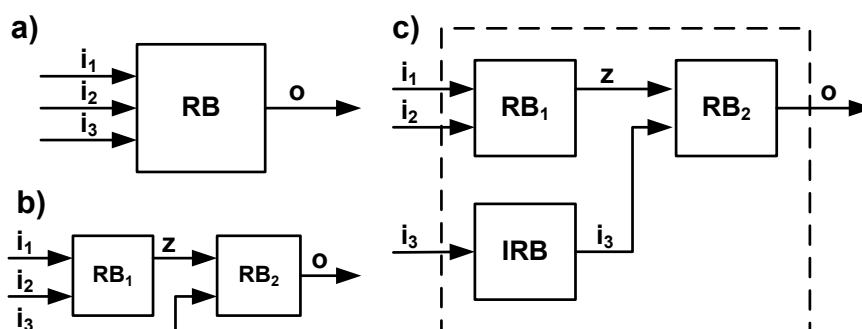 a)
i₁
i₂
i₃
RB
o
b)
i₁
i₂
i₃
RB₁
z
RB₂
o
c)
i₁
i₂
RB₁
z
RB₂
o
i₃
IRB
i₃